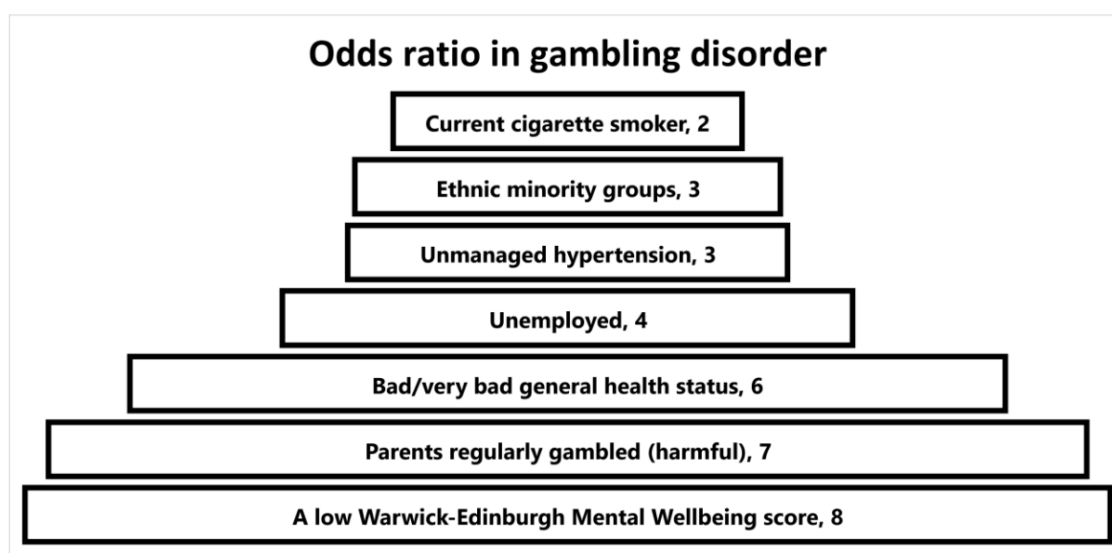 Odds ratio in gambling disorder
Current cigarette smoker, 2
Ethnic minority groups, 3
Unmanaged hypertension, 3
Unemployed, 4
Bad/very bad general health status, 6
Parents regularly gambled (harmful), 7
A low Warwick-Edinburgh Mental Wellbeing score, 8